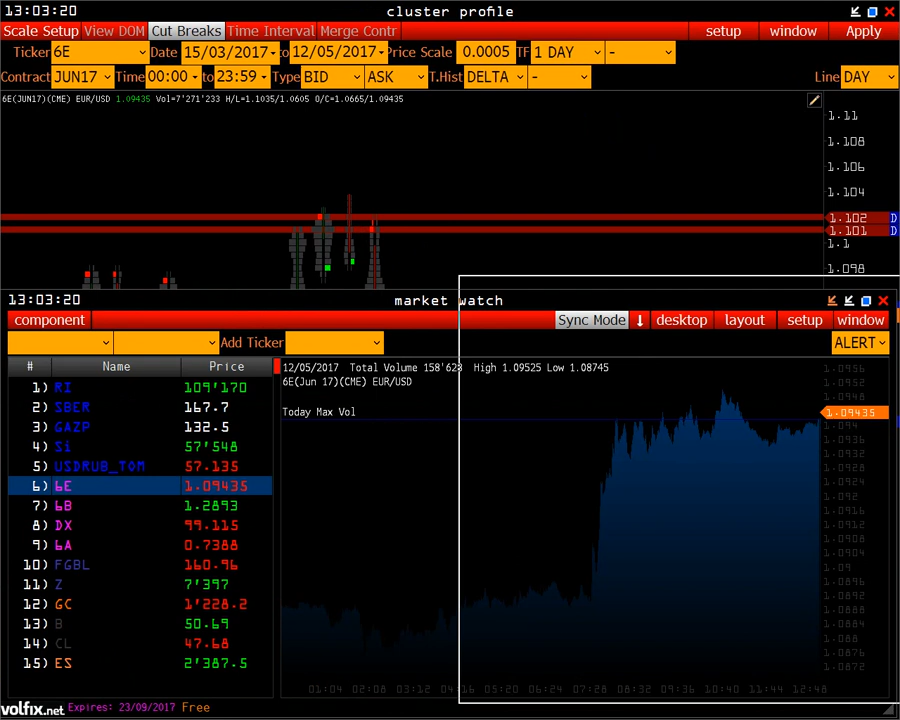 13:03:20 cluster profile
Scale Setup View DOM Cut Breaks Time Interval Merge Contr setup window Apply
Ticker 6E Date 15/03/2017 to 12/05/2017 Price Scale 0.0005 TF 1 DAY -
Contract JUN17 Time 00:00 to 23:59 Type BID ASK T.Hist DELTA - Line DAY
6E(JUN17)(CME) EUR/USD 1.09435 Vol=7'271'233 H/L=1.1035/1.0605 O/C=1.0665/1.09435
1.11
1.108
1.106
1.104
1.102 D
1.101 D
1.1
1.098
13:03:20 market watch
component Sync Mode desktop layout setup window
Add Ticker ALERT
# Name Price
12/05/2017 Total Volume 158'623 High 1.09525 Low 1.08745
6E(Jun 17)(CME) EUR/USD
Today Max Vol
1) RI 109'170
2) SBER 167.7
3) GAZP 132.5
4) Si 57'548
5) USDRUB_TOM 57.135
6) 6E 1.09435
7) 6B 1.2893
8) DX 99.115
9) 6A 0.7388
10) FGBL 160.96
11) Z 7'397
12) GC 1'228.2
13) B 50.69
14) CL 47.68
15) ES 2'387.5
1.0956
1.0952
1.0948
1.09435
1.094
1.0936
1.0932
1.0928
1.0924
1.092
1.0916
1.0912
1.0908
1.0904
1.09
1.0896
1.0892
1.0888
1.0884
1.088
1.0876
1.0872
01:04 02:08 03:12 04:16 05:20 06:24 07:28 08:32 09:36 10:40 11:44 12:48
volfix.net Expires: 23/09/2017 Free